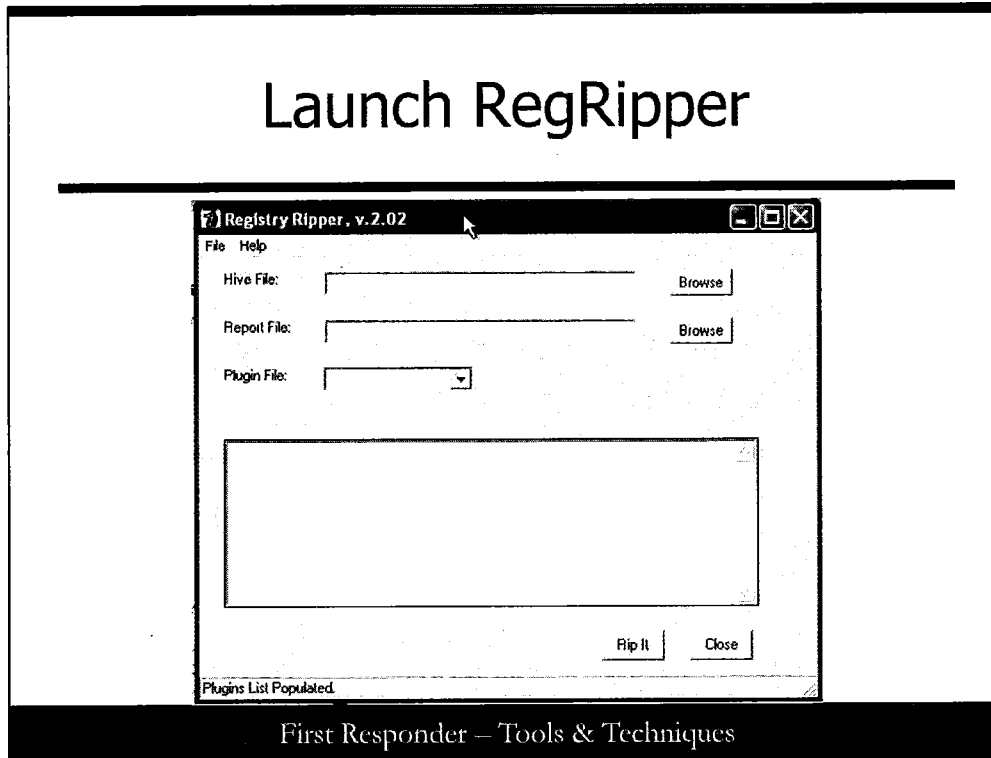 Launch RegRipper
Registry Ripper, v.2.02
File Help
Hive File:
Browse
Report File:
Browse
Plugin File:
Rip It
Close
Plugins List Populated.
First Responder – Tools & Techniques